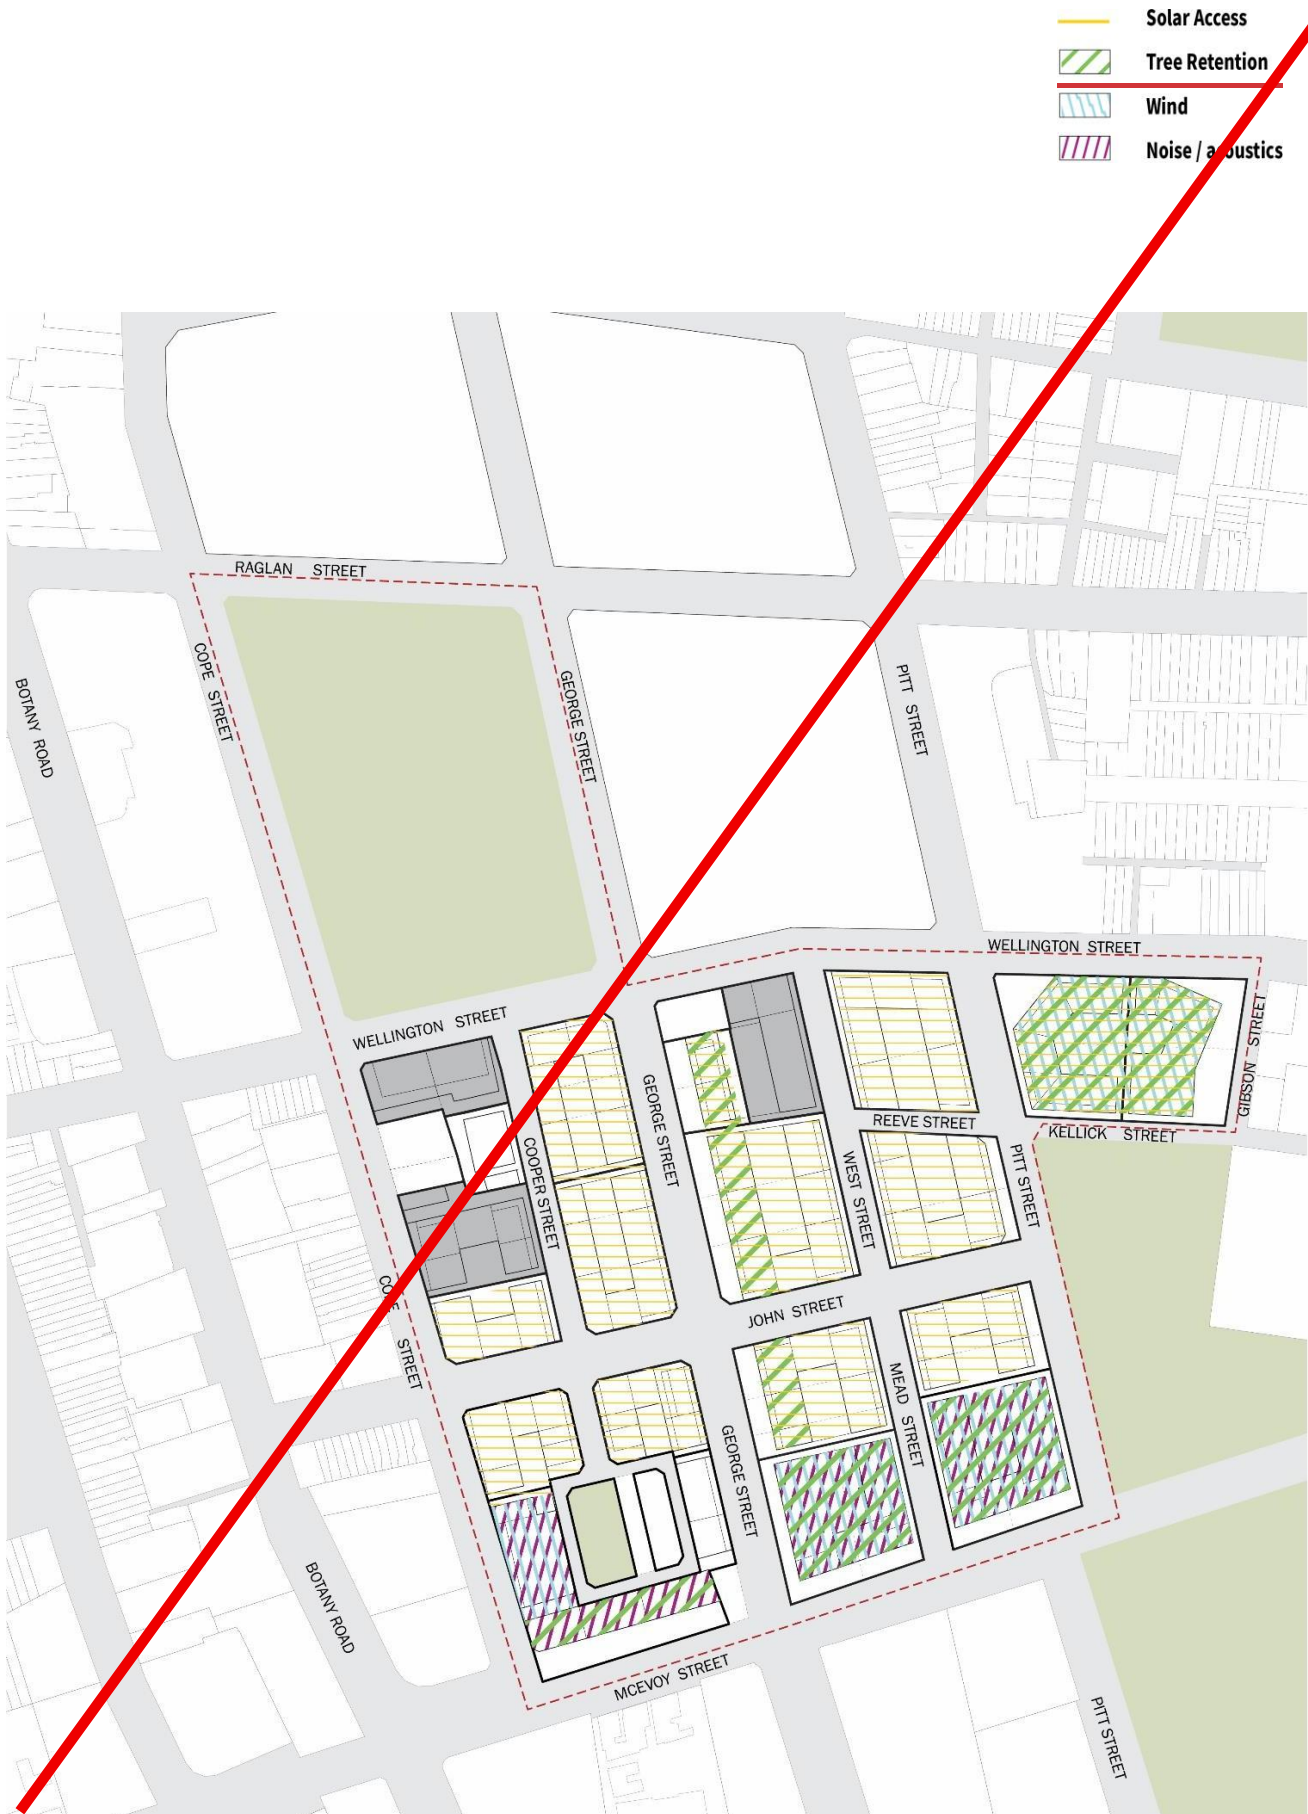 Solar Access
Tree Retention
Wind
Noise / acoustics
RAGLAN STREET
COPE STREET
GEORGE STREET
PITT STREET
BOTANY ROAD
WELLINGTON STREET
WELLINGTON STREET
GIBSON STREET
GEORGE STREET
COOPER STREET
REEVE STREET
KELLICK STREET
WEST STREET
PITT STREET
COPE STREET
JOHN STREET
MEAD STREET
GEORGE STREET
BOTANY ROAD
MCEVOY STREET
PITT STREET